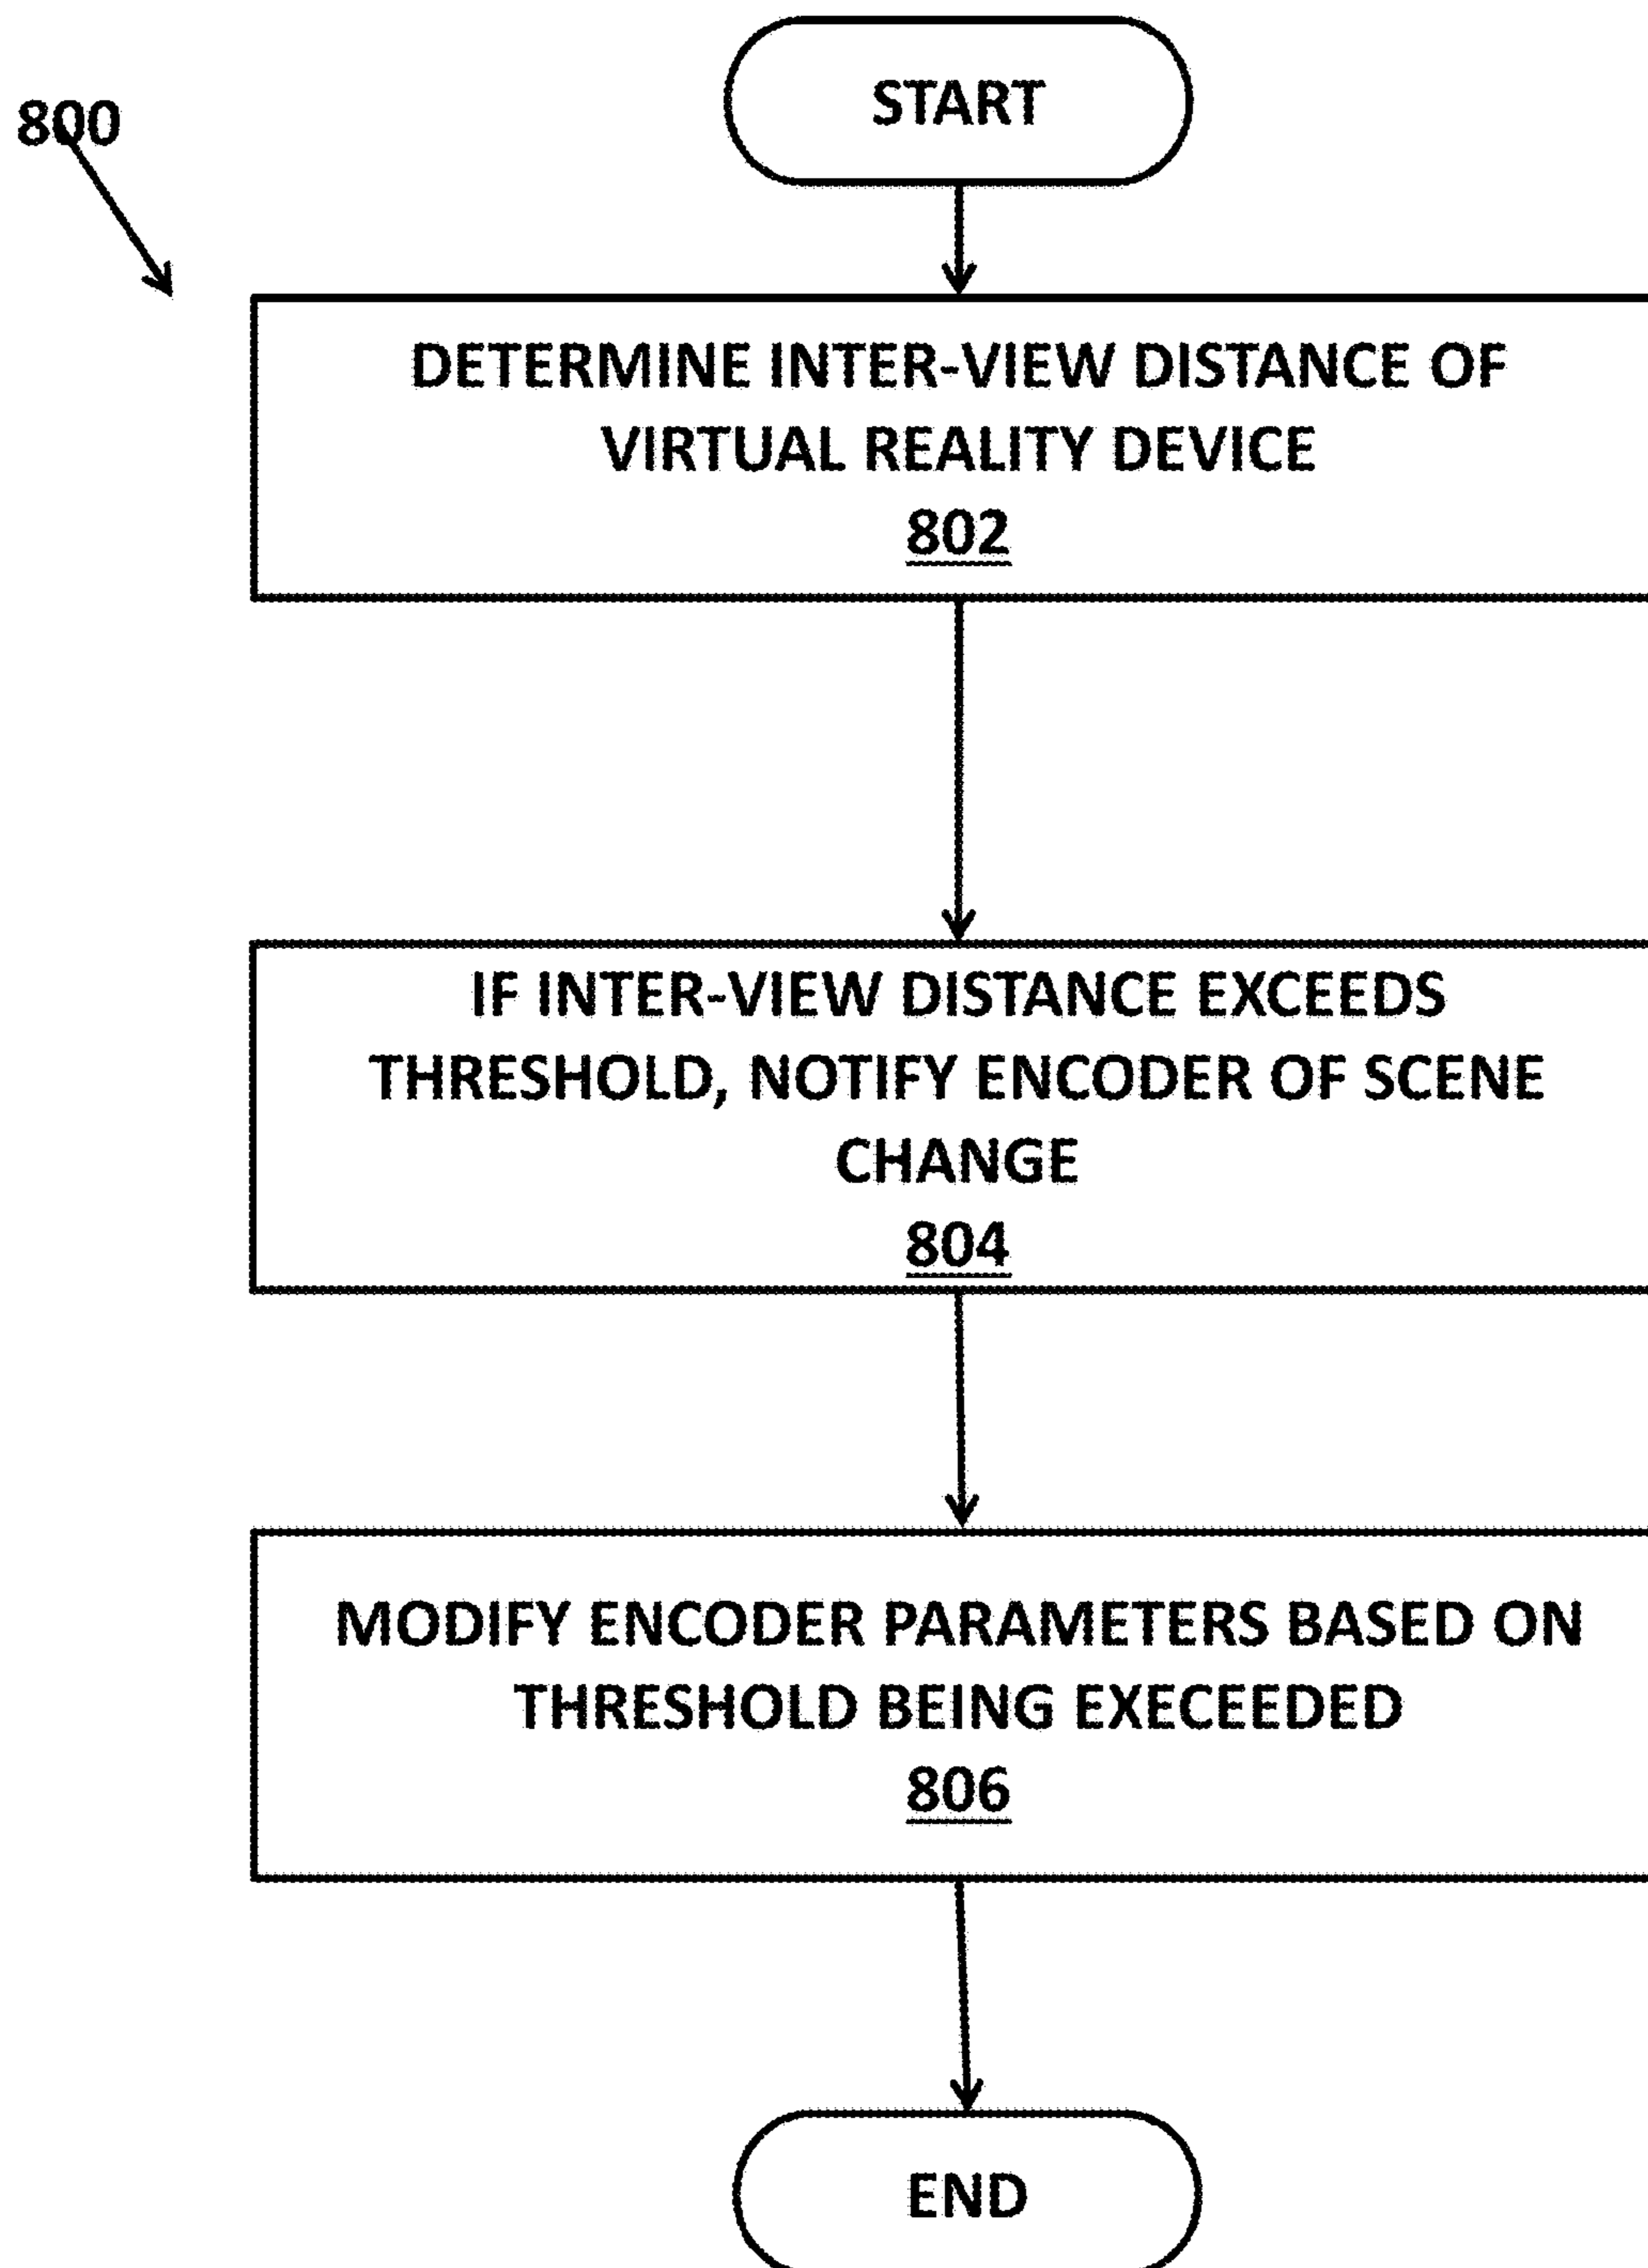 START
800
DETERMINE INTER-VIEW DISTANCE OF
VIRTUAL REALITY DEVICE
802
IF INTER-VIEW DISTANCE EXCEEDS
THRESHOLD, NOTIFY ENCODER OF SCENE
CHANGE
804
MODIFY ENCODER PARAMETERS BASED ON
THRESHOLD BEING EXECEEDED
806
END